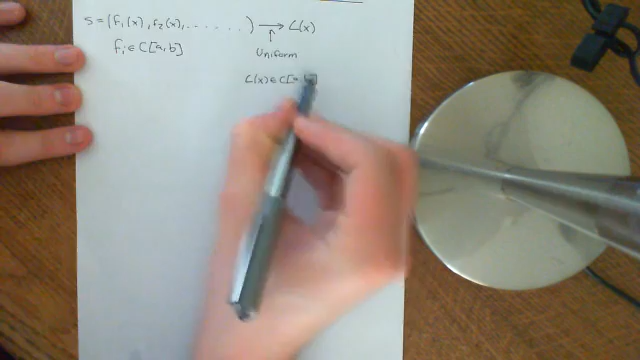 S = (f₁(x), f₂(x), .......) → L(x)
fᵢ ∈ C[a,b]
↑
Uniform
L(x) ∈ C[a,b]